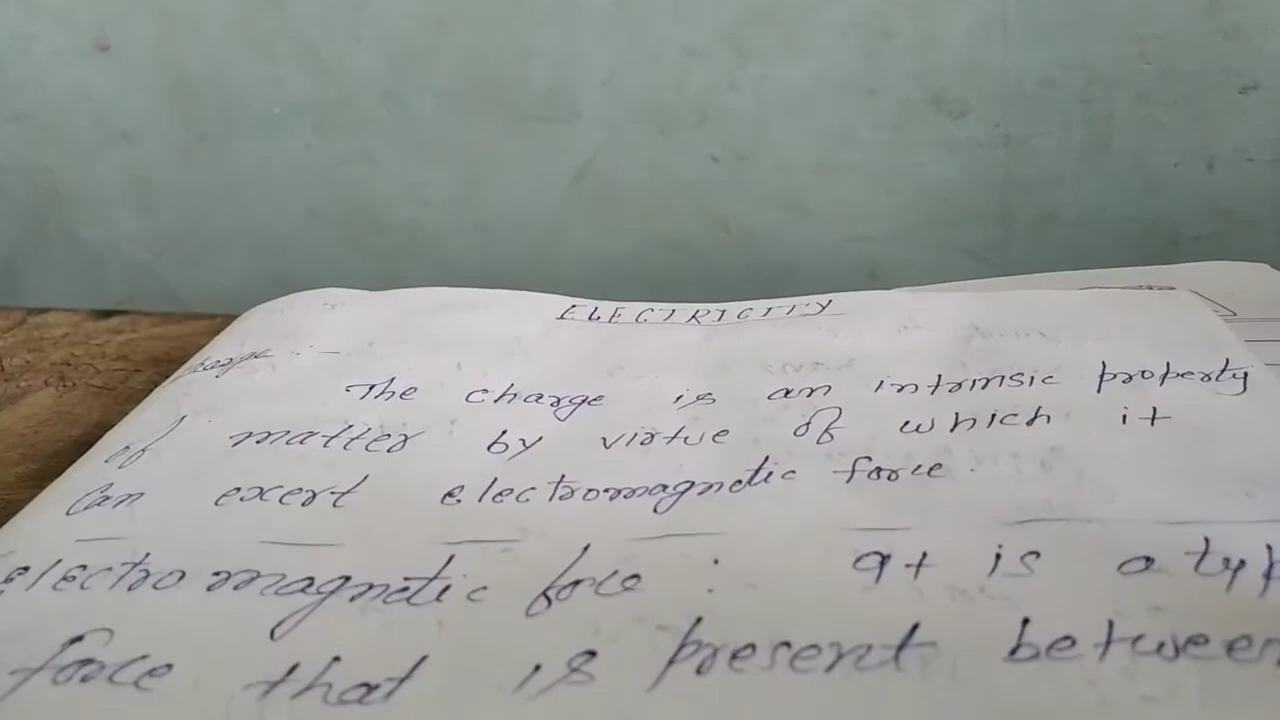 ELECTRICITY
charge :-
The charge is an intrinsic property
of matter by virtue of which it
Can exert electromagnetic force.
electromagnetic force : It is a typ
force that is present between